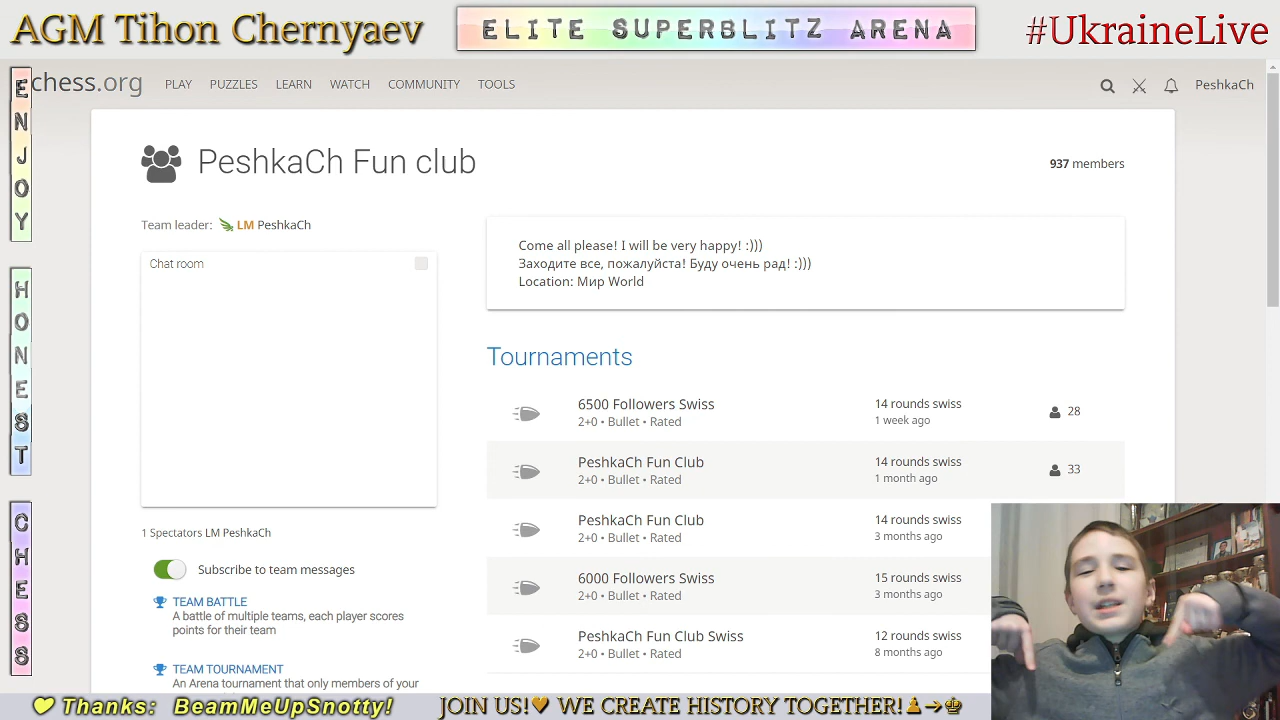 AGM Tihon Chernyaev
ELITE SUPERBLITZ ARENA
#UkraineLive
ENJOY
HONEST
CHESS
chess.org
PLAY
PUZZLES
LEARN
WATCH
COMMUNITY
TOOLS
PeshkaCh
PeshkaCh Fun club
937 members
Team leader: LM PeshkaCh
Chat room
Come all please! I will be very happy! :)))
Заходите все, пожалуйста! Буду очень рад! :)))
Location: Мир World
Tournaments
6500 Followers Swiss
2+0 • Bullet • Rated
14 rounds swiss
1 week ago
28
PeshkaCh Fun Club
2+0 • Bullet • Rated
14 rounds swiss
1 month ago
33
PeshkaCh Fun Club
2+0 • Bullet • Rated
14 rounds swiss
3 months ago
6000 Followers Swiss
2+0 • Bullet • Rated
15 rounds swiss
3 months ago
PeshkaCh Fun Club Swiss
2+0 • Bullet • Rated
12 rounds swiss
8 months ago
1 Spectators LM PeshkaCh
Subscribe to team messages
TEAM BATTLE
A battle of multiple teams, each player scores
points for their team
TEAM TOURNAMENT
An Arena tournament that only members of your
Thanks: BeamMeUpSnotty!
JOIN US!🧡 WE CREATE HISTORY TOGETHER!♟→♚